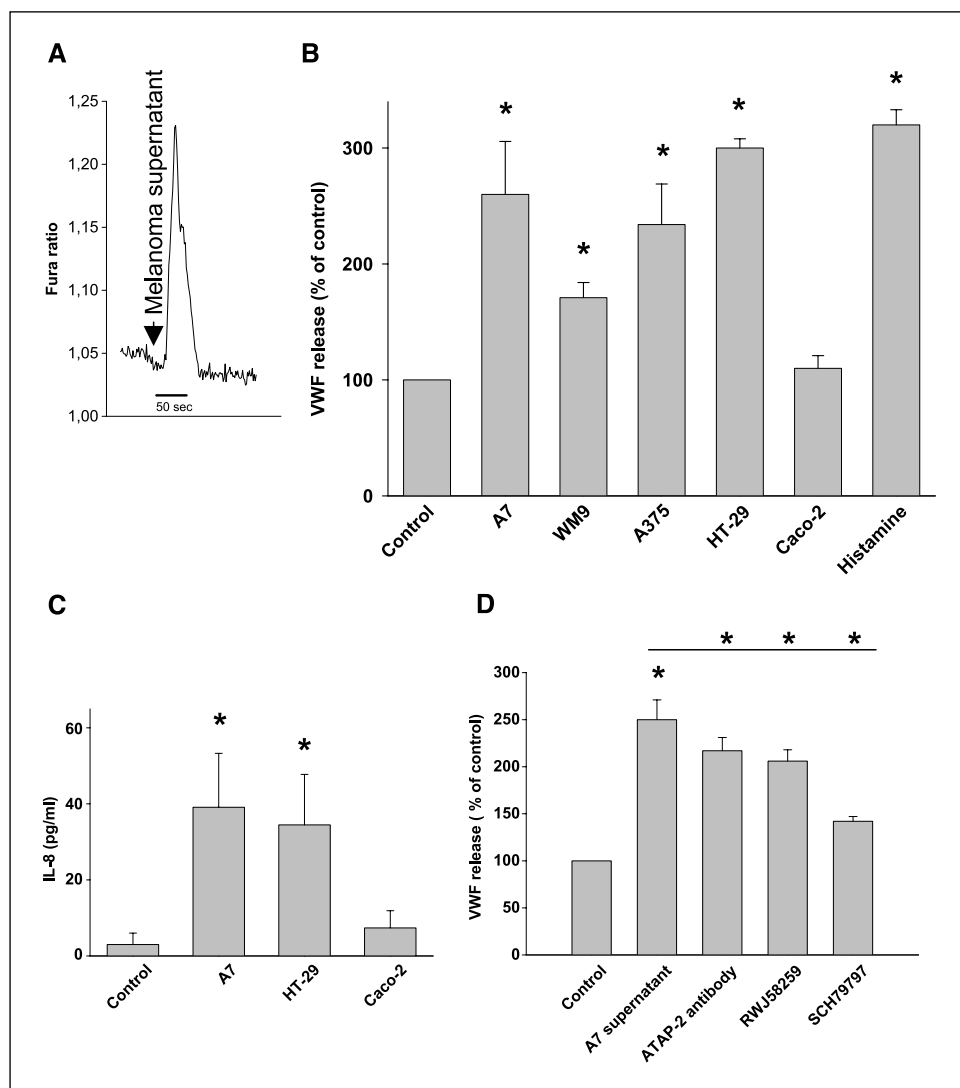 A
Fura ratio
1,25
1,20
1,15
1,10
1,05
1,00
Melanoma supernatant
50 sec
B
VWF release (% of control)
300
200
100
0
* * * * *
Control A7 WM9 A375 HT-29 Caco-2 Histamine
C
IL-8 (pg/ml)
60
40
20
0
* *
Control A7 HT-29 Caco-2
D
VWF release ( % of control)
300
250
200
150
100
50
0
* * *
*
Control A7 supernatant ATAP-2 antibody RWJ58259 SCH79797